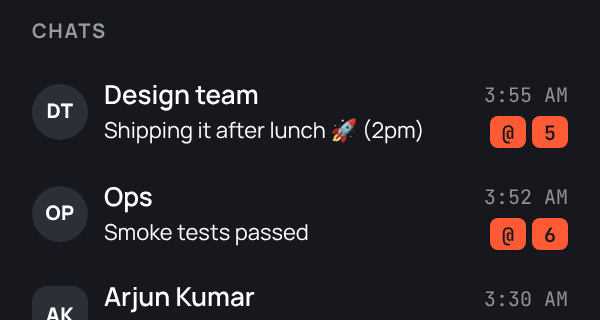 CHATS
DT Design team 3:55 AM
Shipping it after lunch 🚀 (2pm) @ 5
OP Ops 3:52 AM
Smoke tests passed @ 6
AK Arjun Kumar 3:30 AM